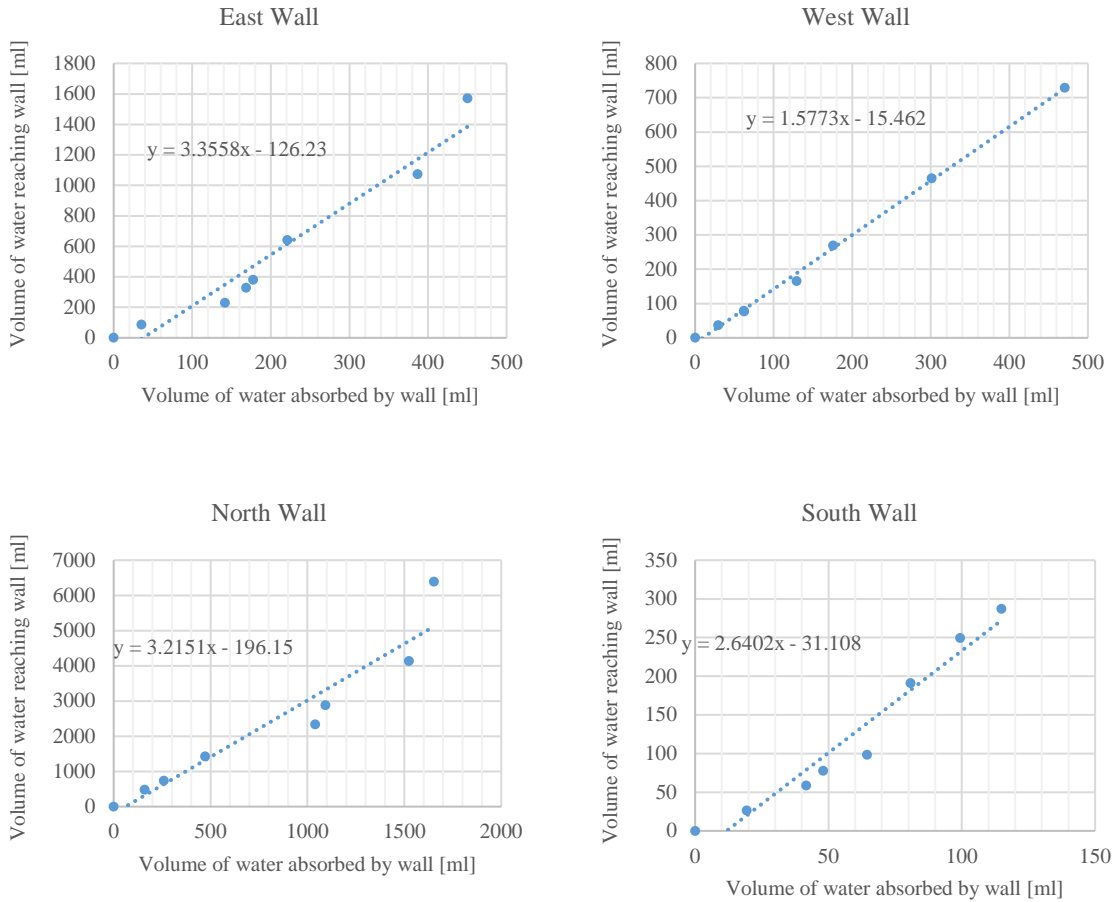 East Wall
Volume of water reaching wall [ml]
1800
1600
1400
1200
1000
800
600
400
200
0
y = 3.3558x - 126.23
0 100 200 300 400 500
Volume of water absorbed by wall [ml]
West Wall
Volume of water reaching wall [ml]
800
700
600
500
400
300
200
100
0
y = 1.5773x - 15.462
0 100 200 300 400 500
Volume of water absorbed by wall [ml]
North Wall
Volume of water reaching wall [ml]
7000
6000
5000
4000
3000
2000
1000
0
y = 3.2151x - 196.15
0 500 1000 1500 2000
Volume of water absorbed by wall [ml]
South Wall
Volume of water reaching wall [ml]
350
300
250
200
150
100
50
0
y = 2.6402x - 31.108
0 50 100 150
Volume of water absorbed by wall [ml]